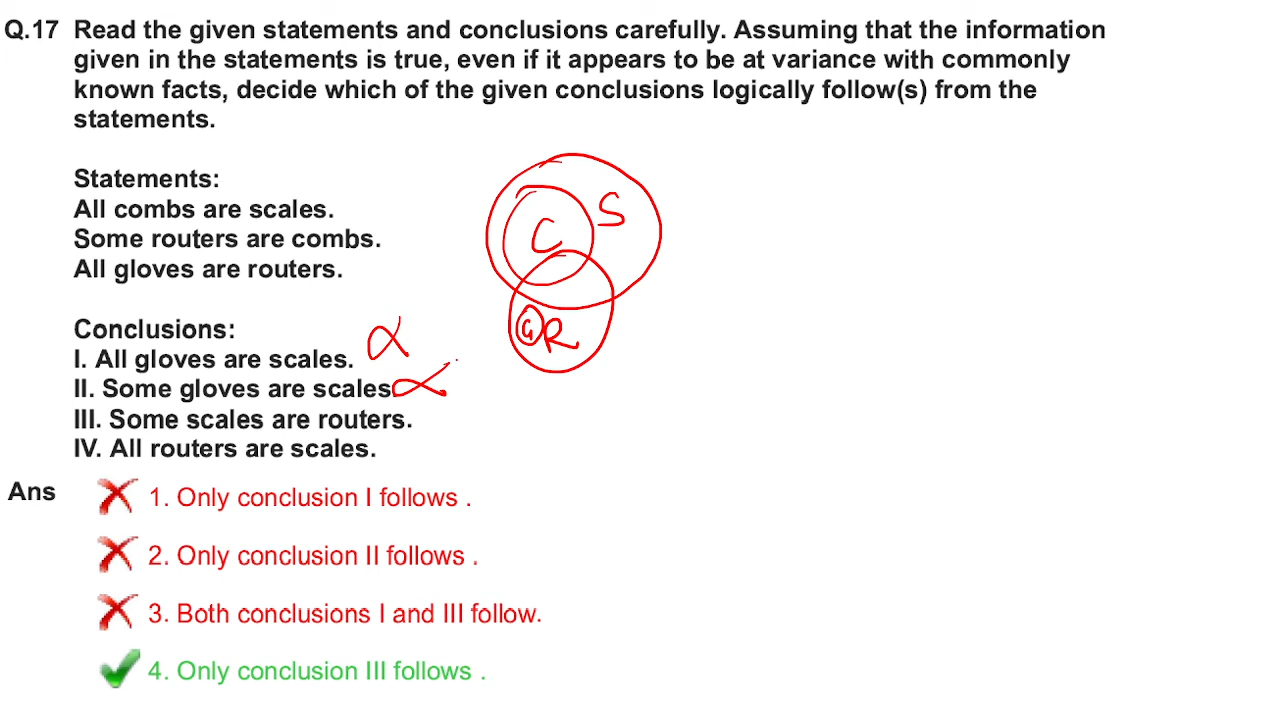 Q.17 Read the given statements and conclusions carefully. Assuming that the information
given in the statements is true, even if it appears to be at variance with commonly
known facts, decide which of the given conclusions logically follow(s) from the
statements.
Statements:
All combs are scales.
Some routers are combs.
All gloves are routers.
C S
G R
Conclusions:
I. All gloves are scales.
II. Some gloves are scales
III. Some scales are routers.
IV. All routers are scales.
Ans
1. Only conclusion I follows .
2. Only conclusion II follows .
3. Both conclusions I and III follow.
4. Only conclusion III follows .